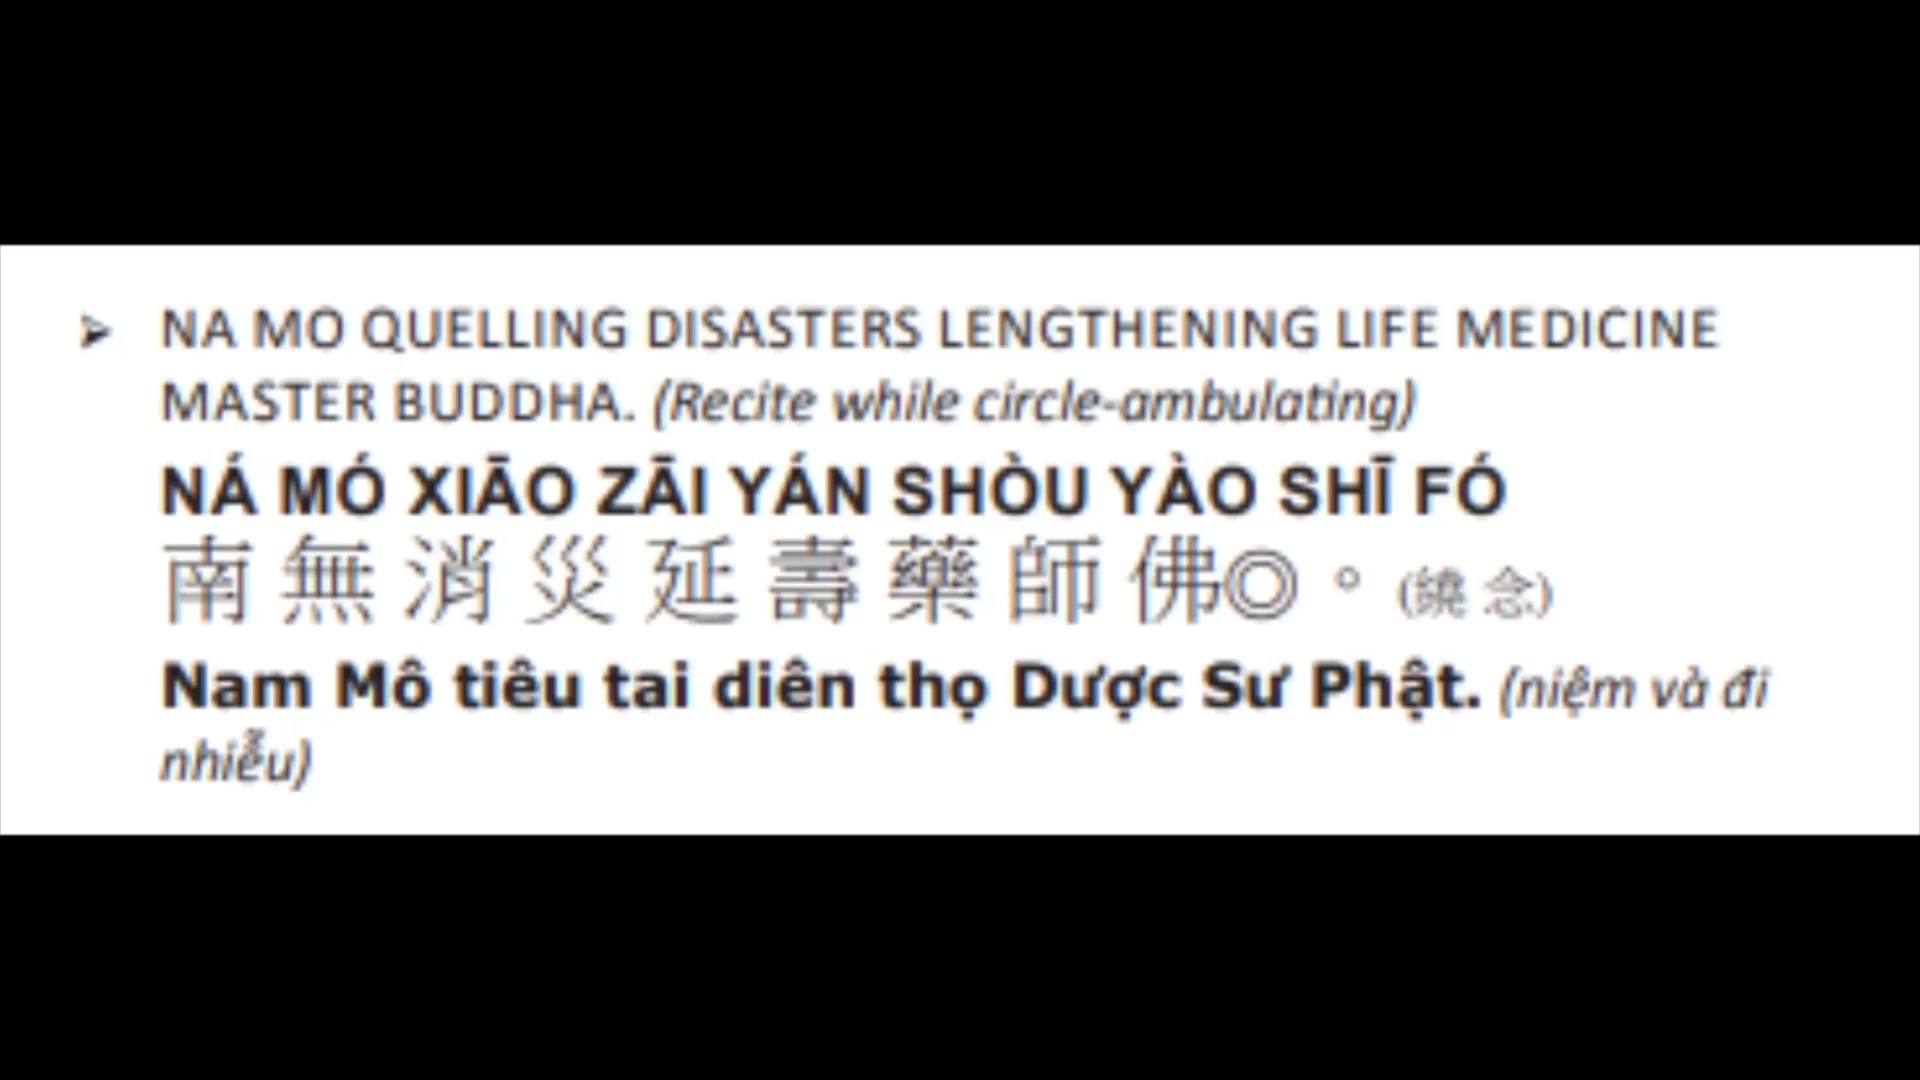 ➢ NA MO QUELLING DISASTERS LENGTHENING LIFE MEDICINE
MASTER BUDDHA. (Recite while circle-ambulating)
NÁ MÓ XIĀO ZĀI YÁN SHÒU YÀO SHĪ FÓ
南 無 消 災 延 壽 藥 師 佛◎。(繞 念)
Nam Mô tiêu tai diên thọ Dược Sư Phật. (niệm và đi
nhiễu)